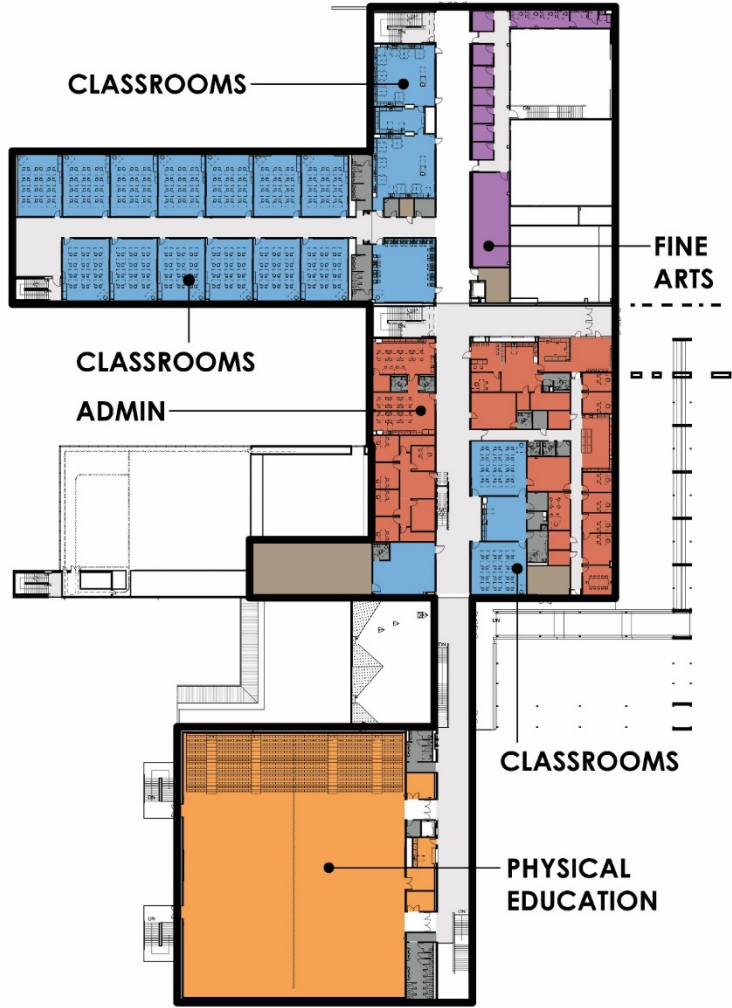 CLASSROOMS
FINE
ARTS
CLASSROOMS
ADMIN
CLASSROOMS
PHYSICAL
EDUCATION